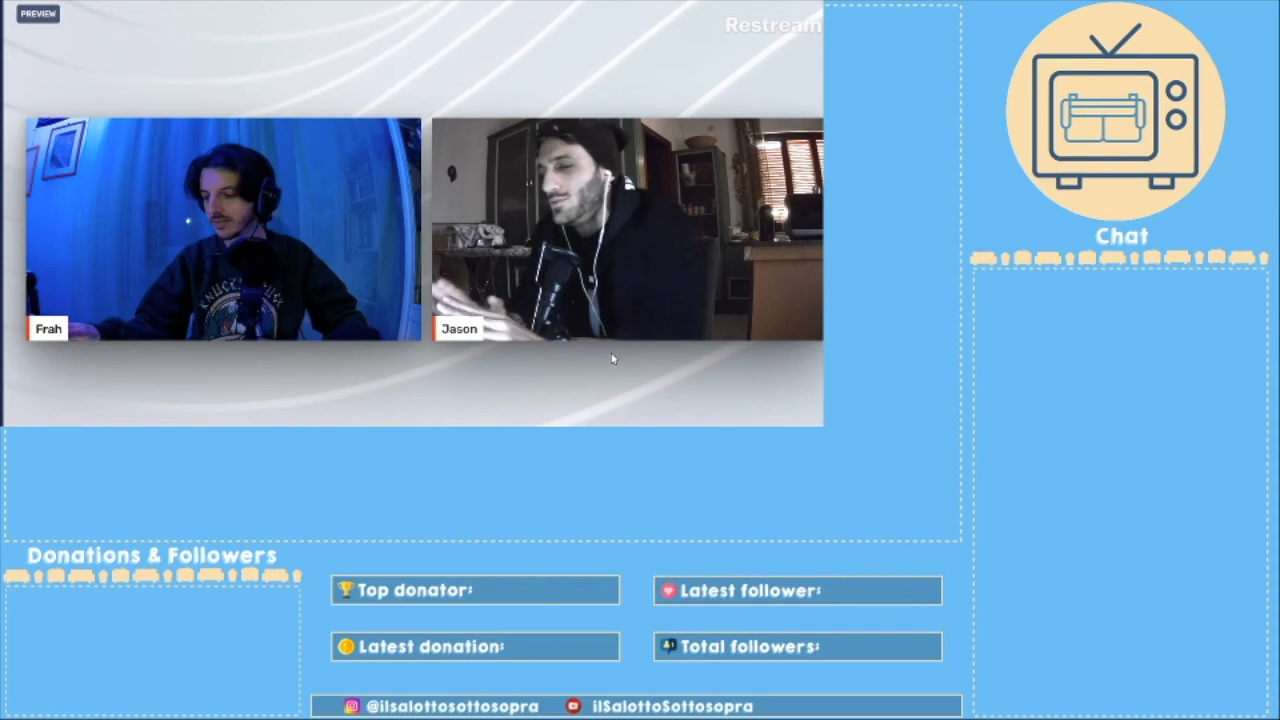 PREVIEW
Restream
Frah
Jason
Chat
Donations & Followers
Top donator:
Latest follower:
Latest donation:
Total followers:
@ilsalottosottosopra
ilSalottoSottosopra